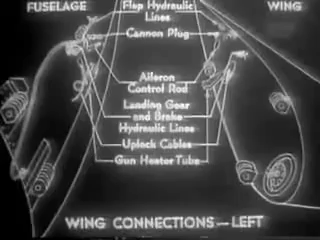 FUSELAGE
WING
Flap Hydraulic
Lines
Cannon Plug
Aileron
Control Rod
Landing Gear
and Brake
Hydraulic Lines
Uplock Cables
Gun Heater Tube
WING CONNECTIONS – LEFT